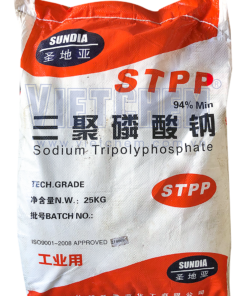 SUNDIA
圣地亚
STPP
94% Min
VIETCHEM
三聚磷酸钠
Sodium Tripolyphosphate
TECH.GRADE
净含量N.W.: 25KG
批号BATCH NO.:
STPP
ISO9001-2008 APPROVED
SUNDIA
圣地亚
工业用